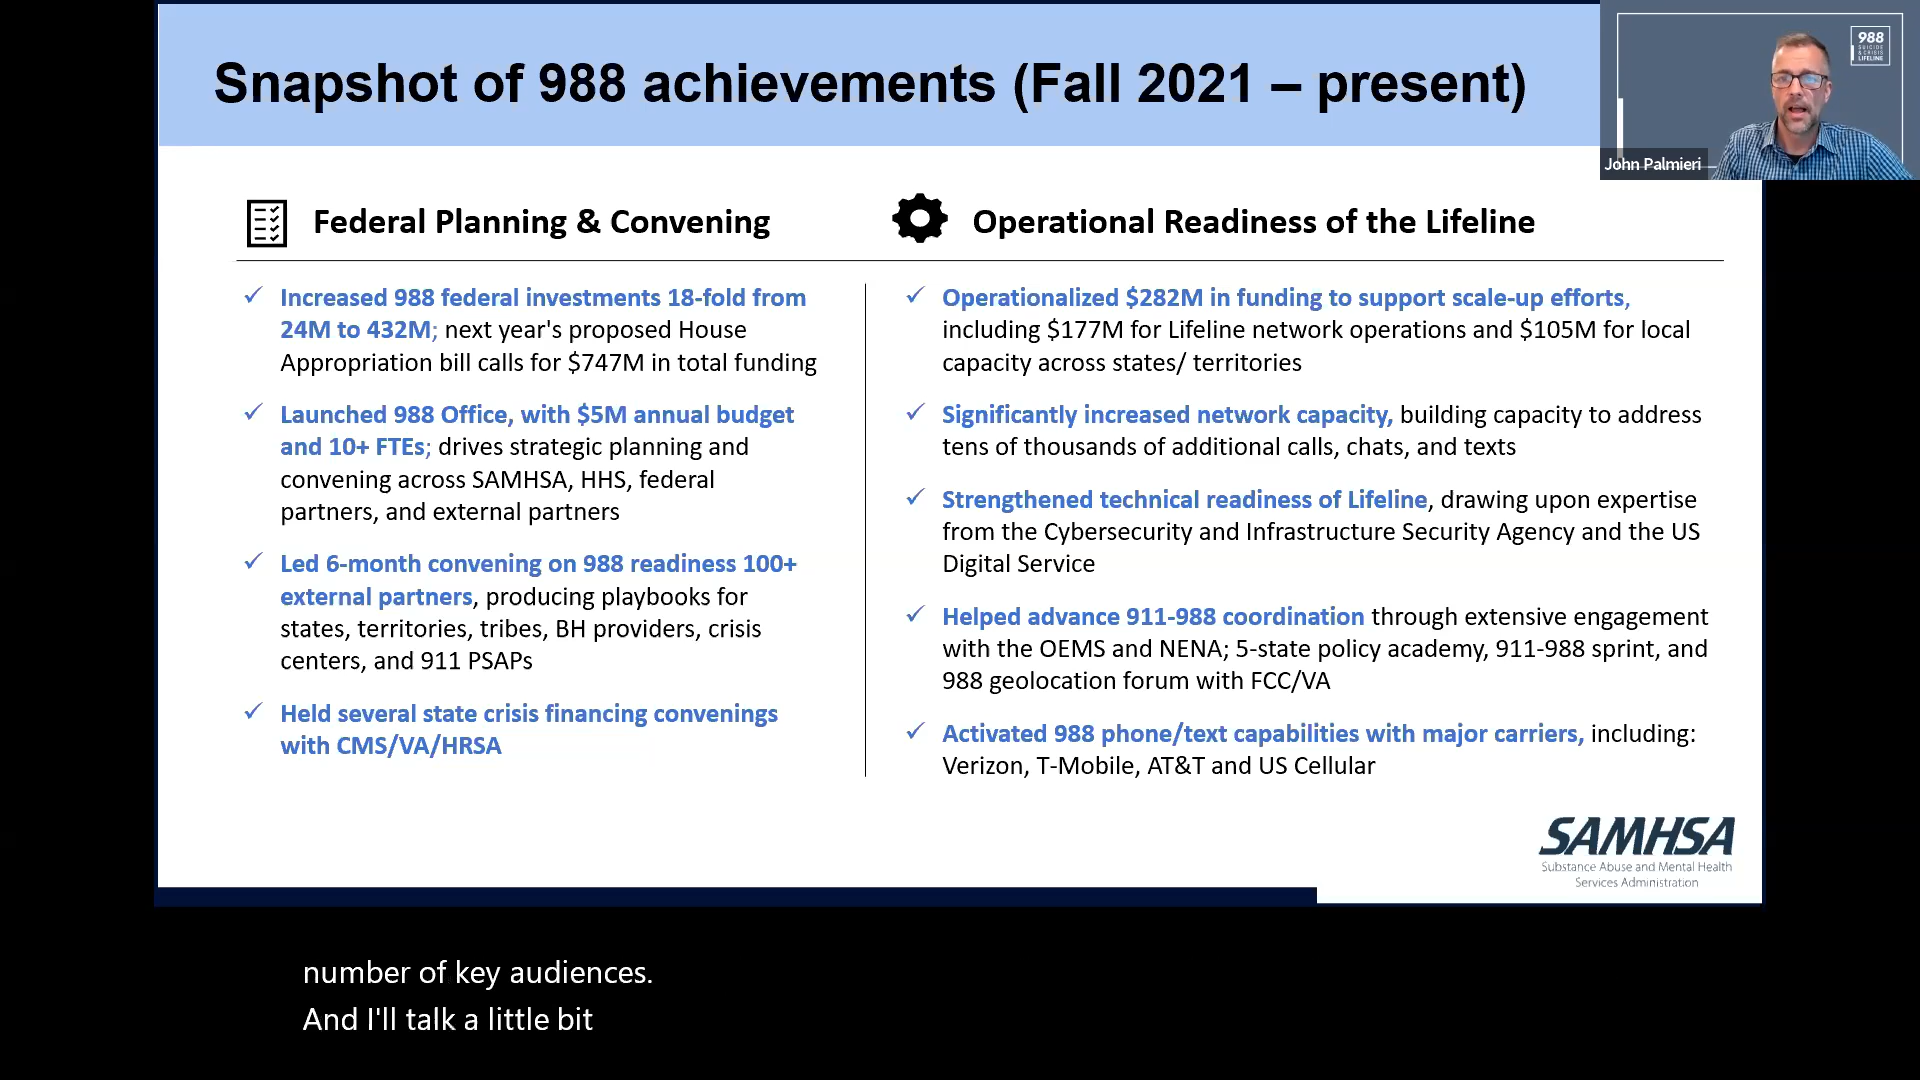 Snapshot of 988 achievements (Fall 2021 – present)
988
SUICIDE
& CRISIS
LIFELINE
John Palmieri
Federal Planning & Convening
Increased 988 federal investments 18-fold from
24M to 432M; next year's proposed House
Appropriation bill calls for $747M in total funding
Launched 988 Office, with $5M annual budget
and 10+ FTEs; drives strategic planning and
convening across SAMHSA, HHS, federal
partners, and external partners
Led 6-month convening on 988 readiness 100+
external partners, producing playbooks for
states, territories, tribes, BH providers, crisis
centers, and 911 PSAPs
Held several state crisis financing convenings
with CMS/VA/HRSA
Operational Readiness of the Lifeline
Operationalized $282M in funding to support scale-up efforts,
including $177M for Lifeline network operations and $105M for local
capacity across states/ territories
Significantly increased network capacity, building capacity to address
tens of thousands of additional calls, chats, and texts
Strengthened technical readiness of Lifeline, drawing upon expertise
from the Cybersecurity and Infrastructure Security Agency and the US
Digital Service
Helped advance 911-988 coordination through extensive engagement
with the OEMS and NENA; 5-state policy academy, 911-988 sprint, and
988 geolocation forum with FCC/VA
Activated 988 phone/text capabilities with major carriers, including:
Verizon, T-Mobile, AT&T and US Cellular
SAMHSA
Substance Abuse and Mental Health
Services Administration
number of key audiences.
And I'll talk a little bit